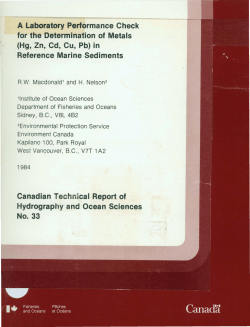 A Laboratory Performance Check
for the Determination of Metals
(Hg, Zn, Cd, Cu, Pb) in
Reference Marine Sediments
R.W. Macdonald¹ and H. Nelson²
¹Institute of Ocean Sciences
Department of Fisheries and Oceans
Sidney, B.C., V8L 4B2
²Environmental Protection Service
Environment Canada
Kapilano 100, Park Royal
West Vancouver, B.C., V7T 1A2
1984
Canadian Technical Report of
Hydrography and Ocean Sciences
No. 33
Fisheries and Oceans
Pêches et Océans
Canada